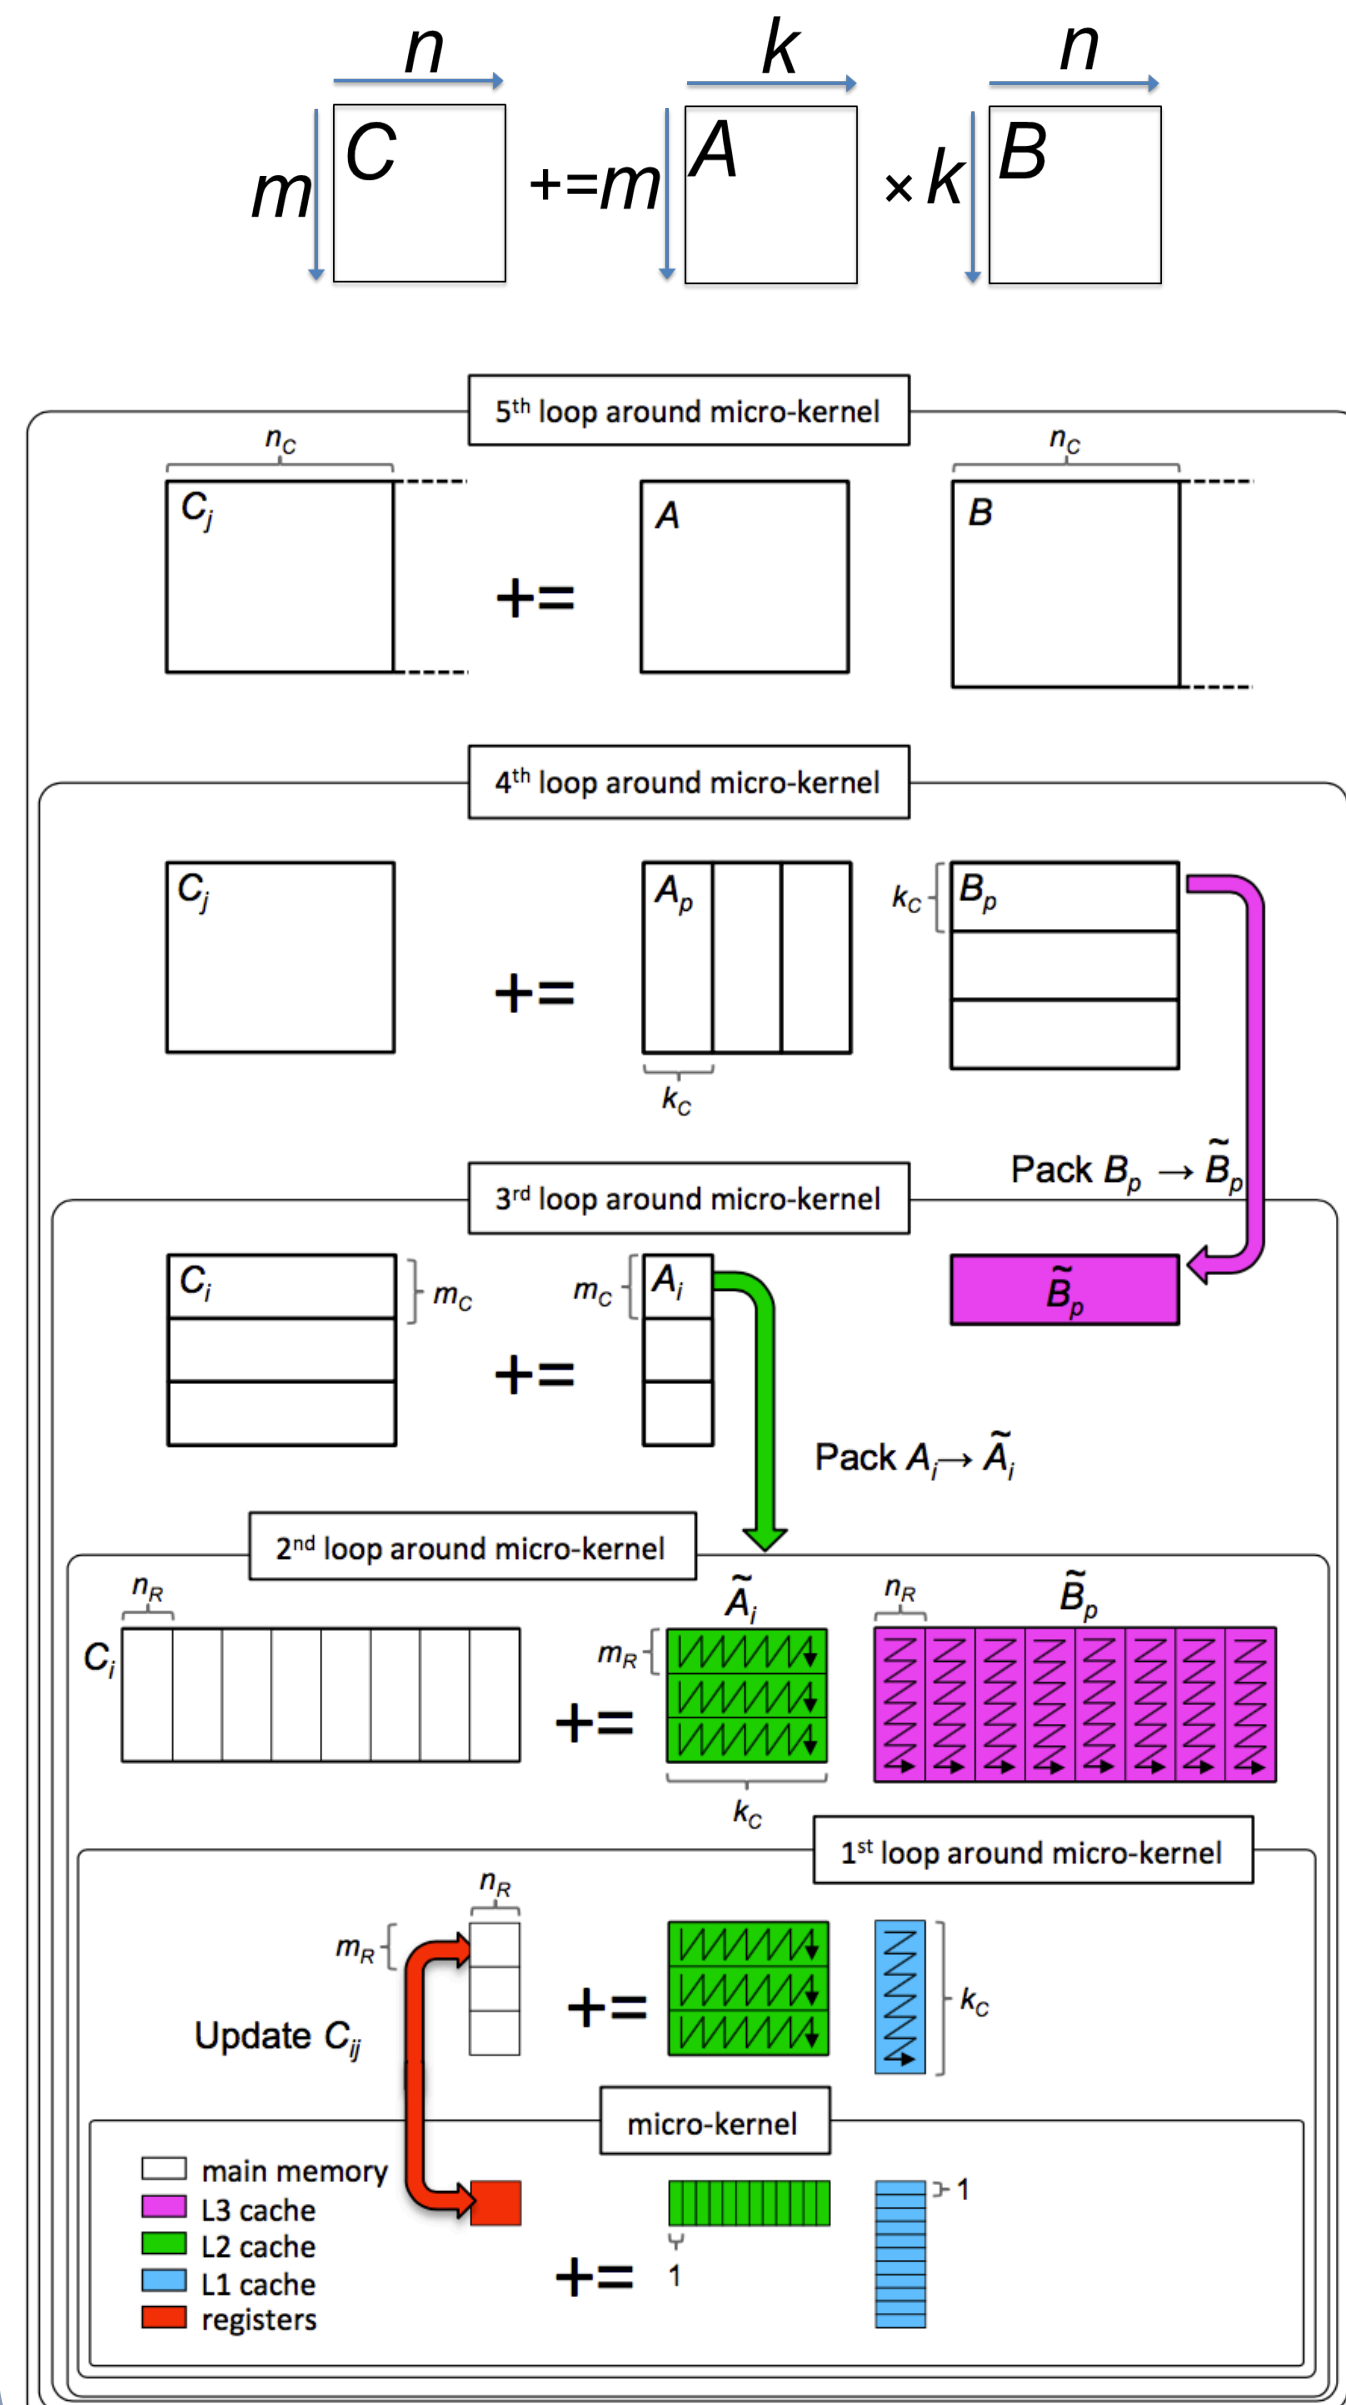 n k n
m C += m A × k B
5th loop around micro-kernel
nC nC
Cj += A B
4th loop around micro-kernel
Cj += Ap kC Bp
kC
Pack Bp → B̃p
3rd loop around micro-kernel
Ci mC += mC Ai B̃p
Pack Ai→ Ãi
2nd loop around micro-kernel
nR Ãi nR B̃p
Ci += mR
kC
1st loop around micro-kernel
nR
mR
+= kC
Update Cij
micro-kernel
main memory
L3 cache
L2 cache
L1 cache
registers
+= 1 1